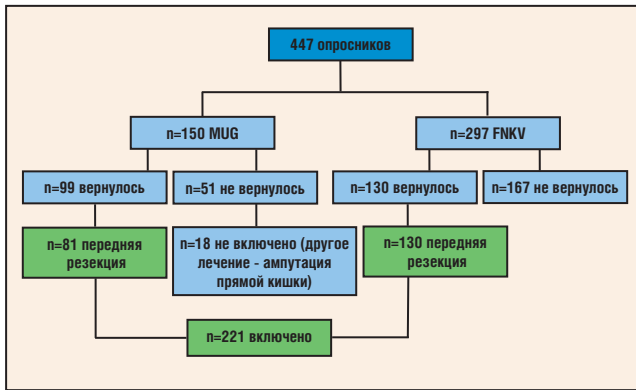 447 опросников
n=150 MUG
n=297 FNKV
n=99 вернулось
n=51 не вернулось
n=130 вернулось
n=167 не вернулось
n=81 передняя
резекция
n=18 не включено (другое
лечение - ампутация
прямой кишки)
n=130 передняя
резекция
n=221 включено